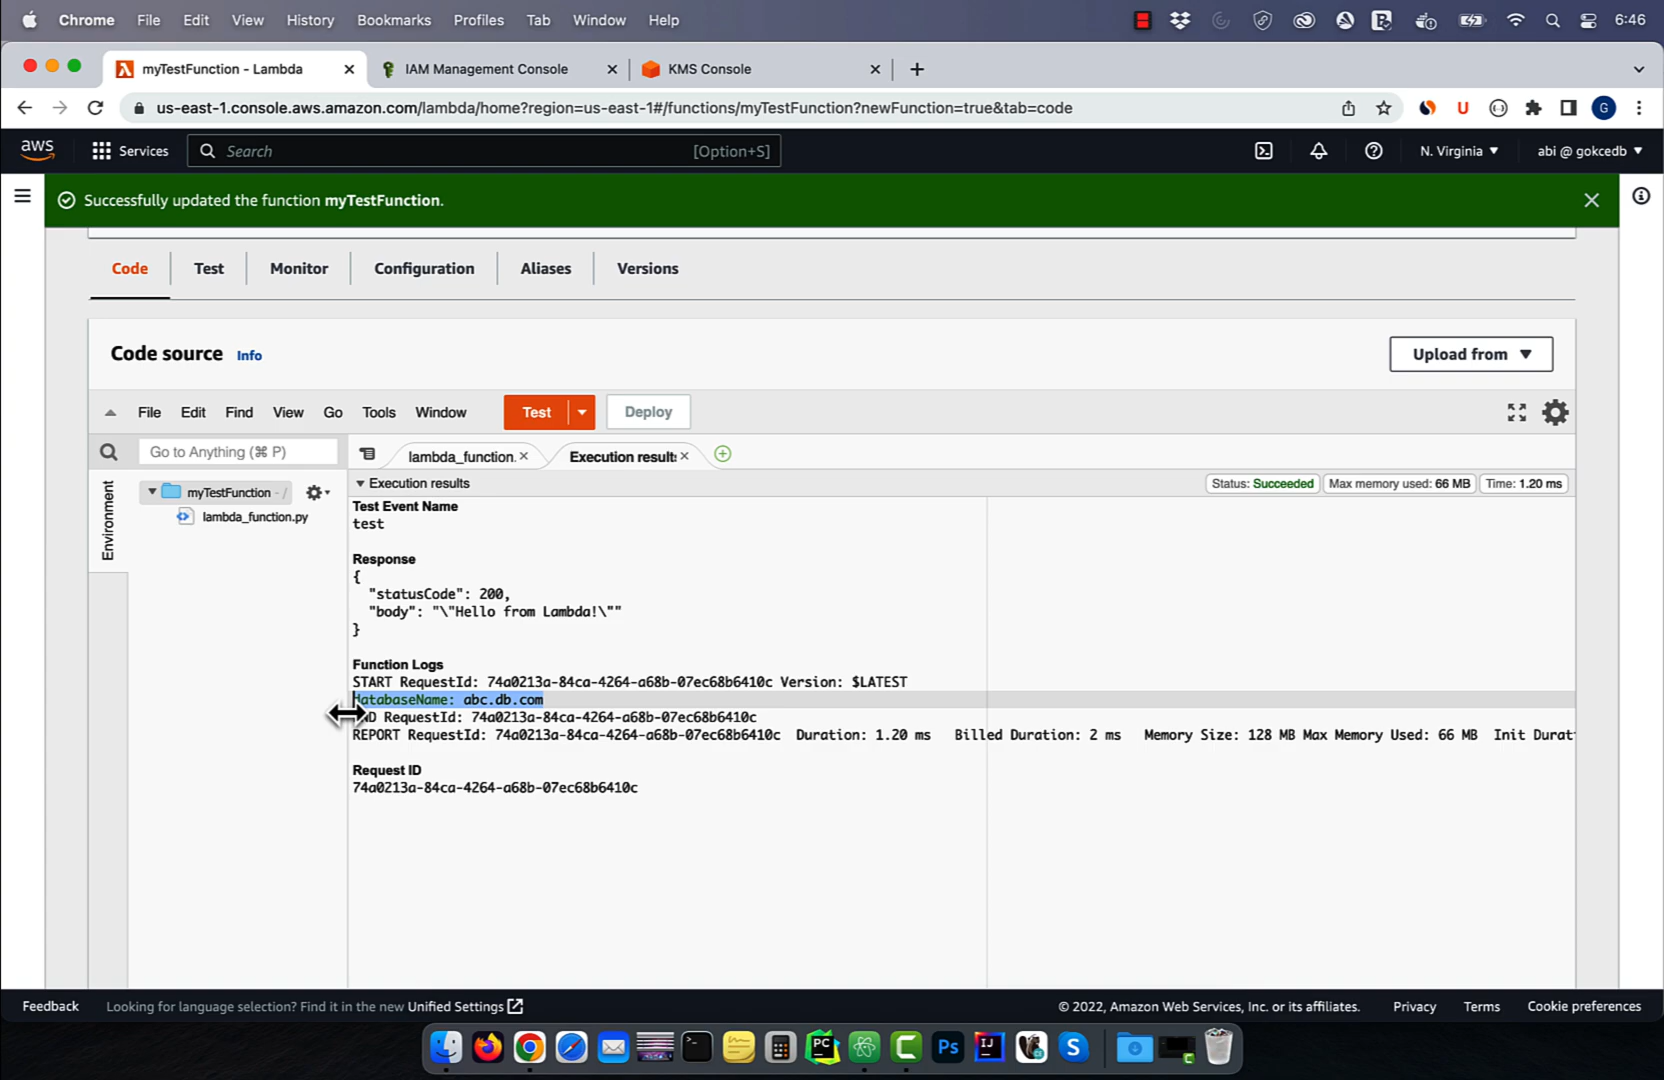 Chrome File Edit View History Bookmarks Profiles Tab Window Help 6:46
myTestFunction - Lambda IAM Management Console KMS Console
us-east-1.console.aws.amazon.com/lambda/home?region=us-east-1#/functions/myTestFunction?newFunction=true&tab=code U G
aws Services Search [Option+S] N. Virginia abi @ gokcedb
Successfully updated the function myTestFunction.
Code Test Monitor Configuration Aliases Versions
Code source Info Upload from
File Edit Find View Go Tools Window Test Deploy
Go to Anything (⌘ P) lambda_function. Execution results
Environment
myTestFunction - /
lambda_function.py
Execution results Status: Succeeded Max memory used: 66 MB Time: 1.20 ms
Test Event Name
test
Response
{
"statusCode": 200,
"body": "\"Hello from Lambda!\""
}
Function Logs
START RequestId: 74a0213a-84ca-4264-a68b-07ec68b6410c Version: $LATEST
DatabaseName: abc.db.com
END RequestId: 74a0213a-84ca-4264-a68b-07ec68b6410c
REPORT RequestId: 74a0213a-84ca-4264-a68b-07ec68b6410c Duration: 1.20 ms Billed Duration: 2 ms Memory Size: 128 MB Max Memory Used: 66 MB Init Durat
Request ID
74a0213a-84ca-4264-a68b-07ec68b6410c
Feedback Looking for language selection? Find it in the new Unified Settings © 2022, Amazon Web Services, Inc. or its affiliates. Privacy Terms Cookie preferences
PC Ps IJ S